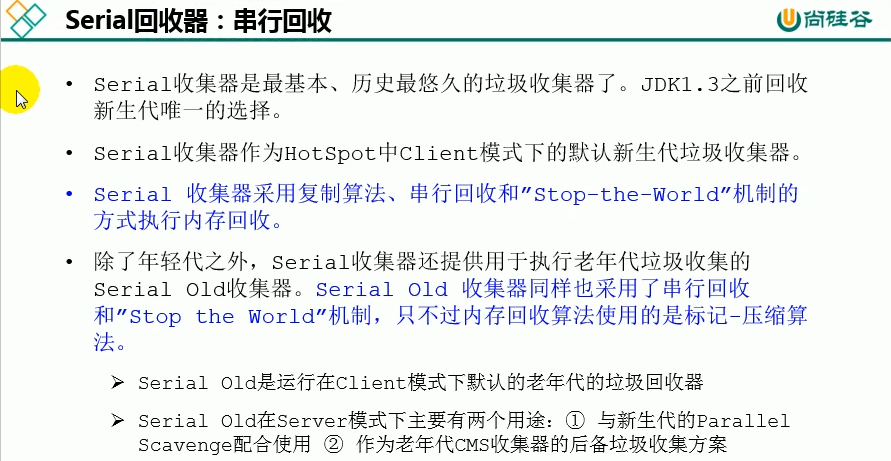 Serial回收器：串行回收
尚硅谷
• Serial收集器是最基本、历史最悠久的垃圾收集器了。JDK1.3之前回收
新生代唯一的选择。
• Serial收集器作为HotSpot中Client模式下的默认新生代垃圾收集器。
• Serial 收集器采用复制算法、串行回收和”Stop-the-World”机制的
方式执行内存回收。
• 除了年轻代之外，Serial收集器还提供用于执行老年代垃圾收集的
Serial Old收集器。Serial Old 收集器同样也采用了串行回收
和”Stop the World”机制，只不过内存回收算法使用的是标记-压缩算
法。
➢ Serial Old是运行在Client模式下默认的老年代的垃圾回收器
➢ Serial Old在Server模式下主要有两个用途：① 与新生代的Parallel
Scavenge配合使用 ② 作为老年代CMS收集器的后备垃圾收集方案